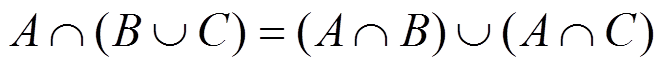 A ∩ (B ∪ C) = (A ∩ B) ∪ (A ∩ C)